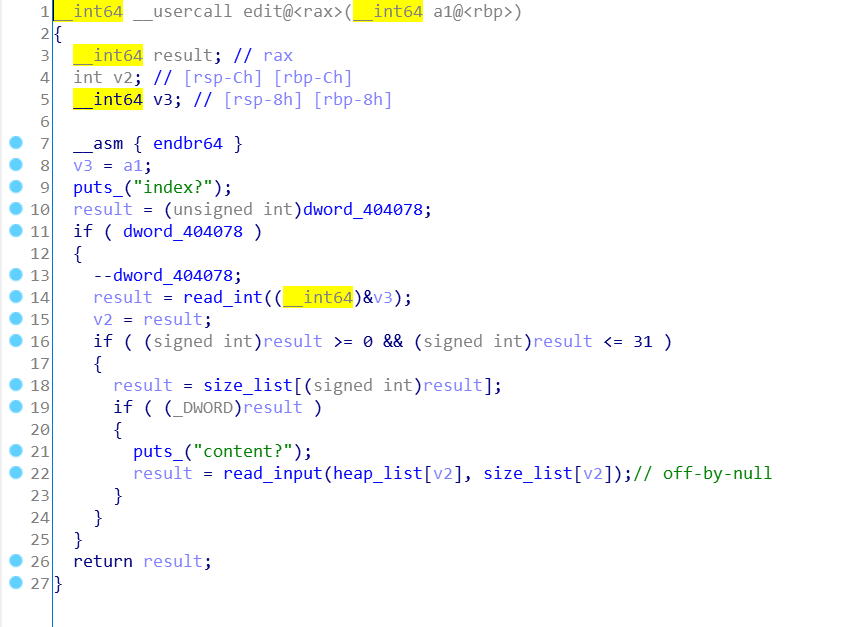 1 __int64 __usercall edit@<rax>(__int64 a1@<rbp>)
2 {
3   __int64 result; // rax
4   int v2; // [rsp-Ch] [rbp-Ch]
5   __int64 v3; // [rsp-8h] [rbp-8h]
6
7   __asm { endbr64 }
8   v3 = a1;
9   puts_("index?");
10   result = (unsigned int)dword_404078;
11   if ( dword_404078 )
12   {
13     --dword_404078;
14     result = read_int((__int64)&v3);
15     v2 = result;
16     if ( (signed int)result >= 0 && (signed int)result <= 31 )
17     {
18       result = size_list[(signed int)result];
19       if ( (_DWORD)result )
20       {
21         puts_("content?");
22         result = read_input(heap_list[v2], size_list[v2]);// off-by-null
23       }
24     }
25   }
26   return result;
27 }